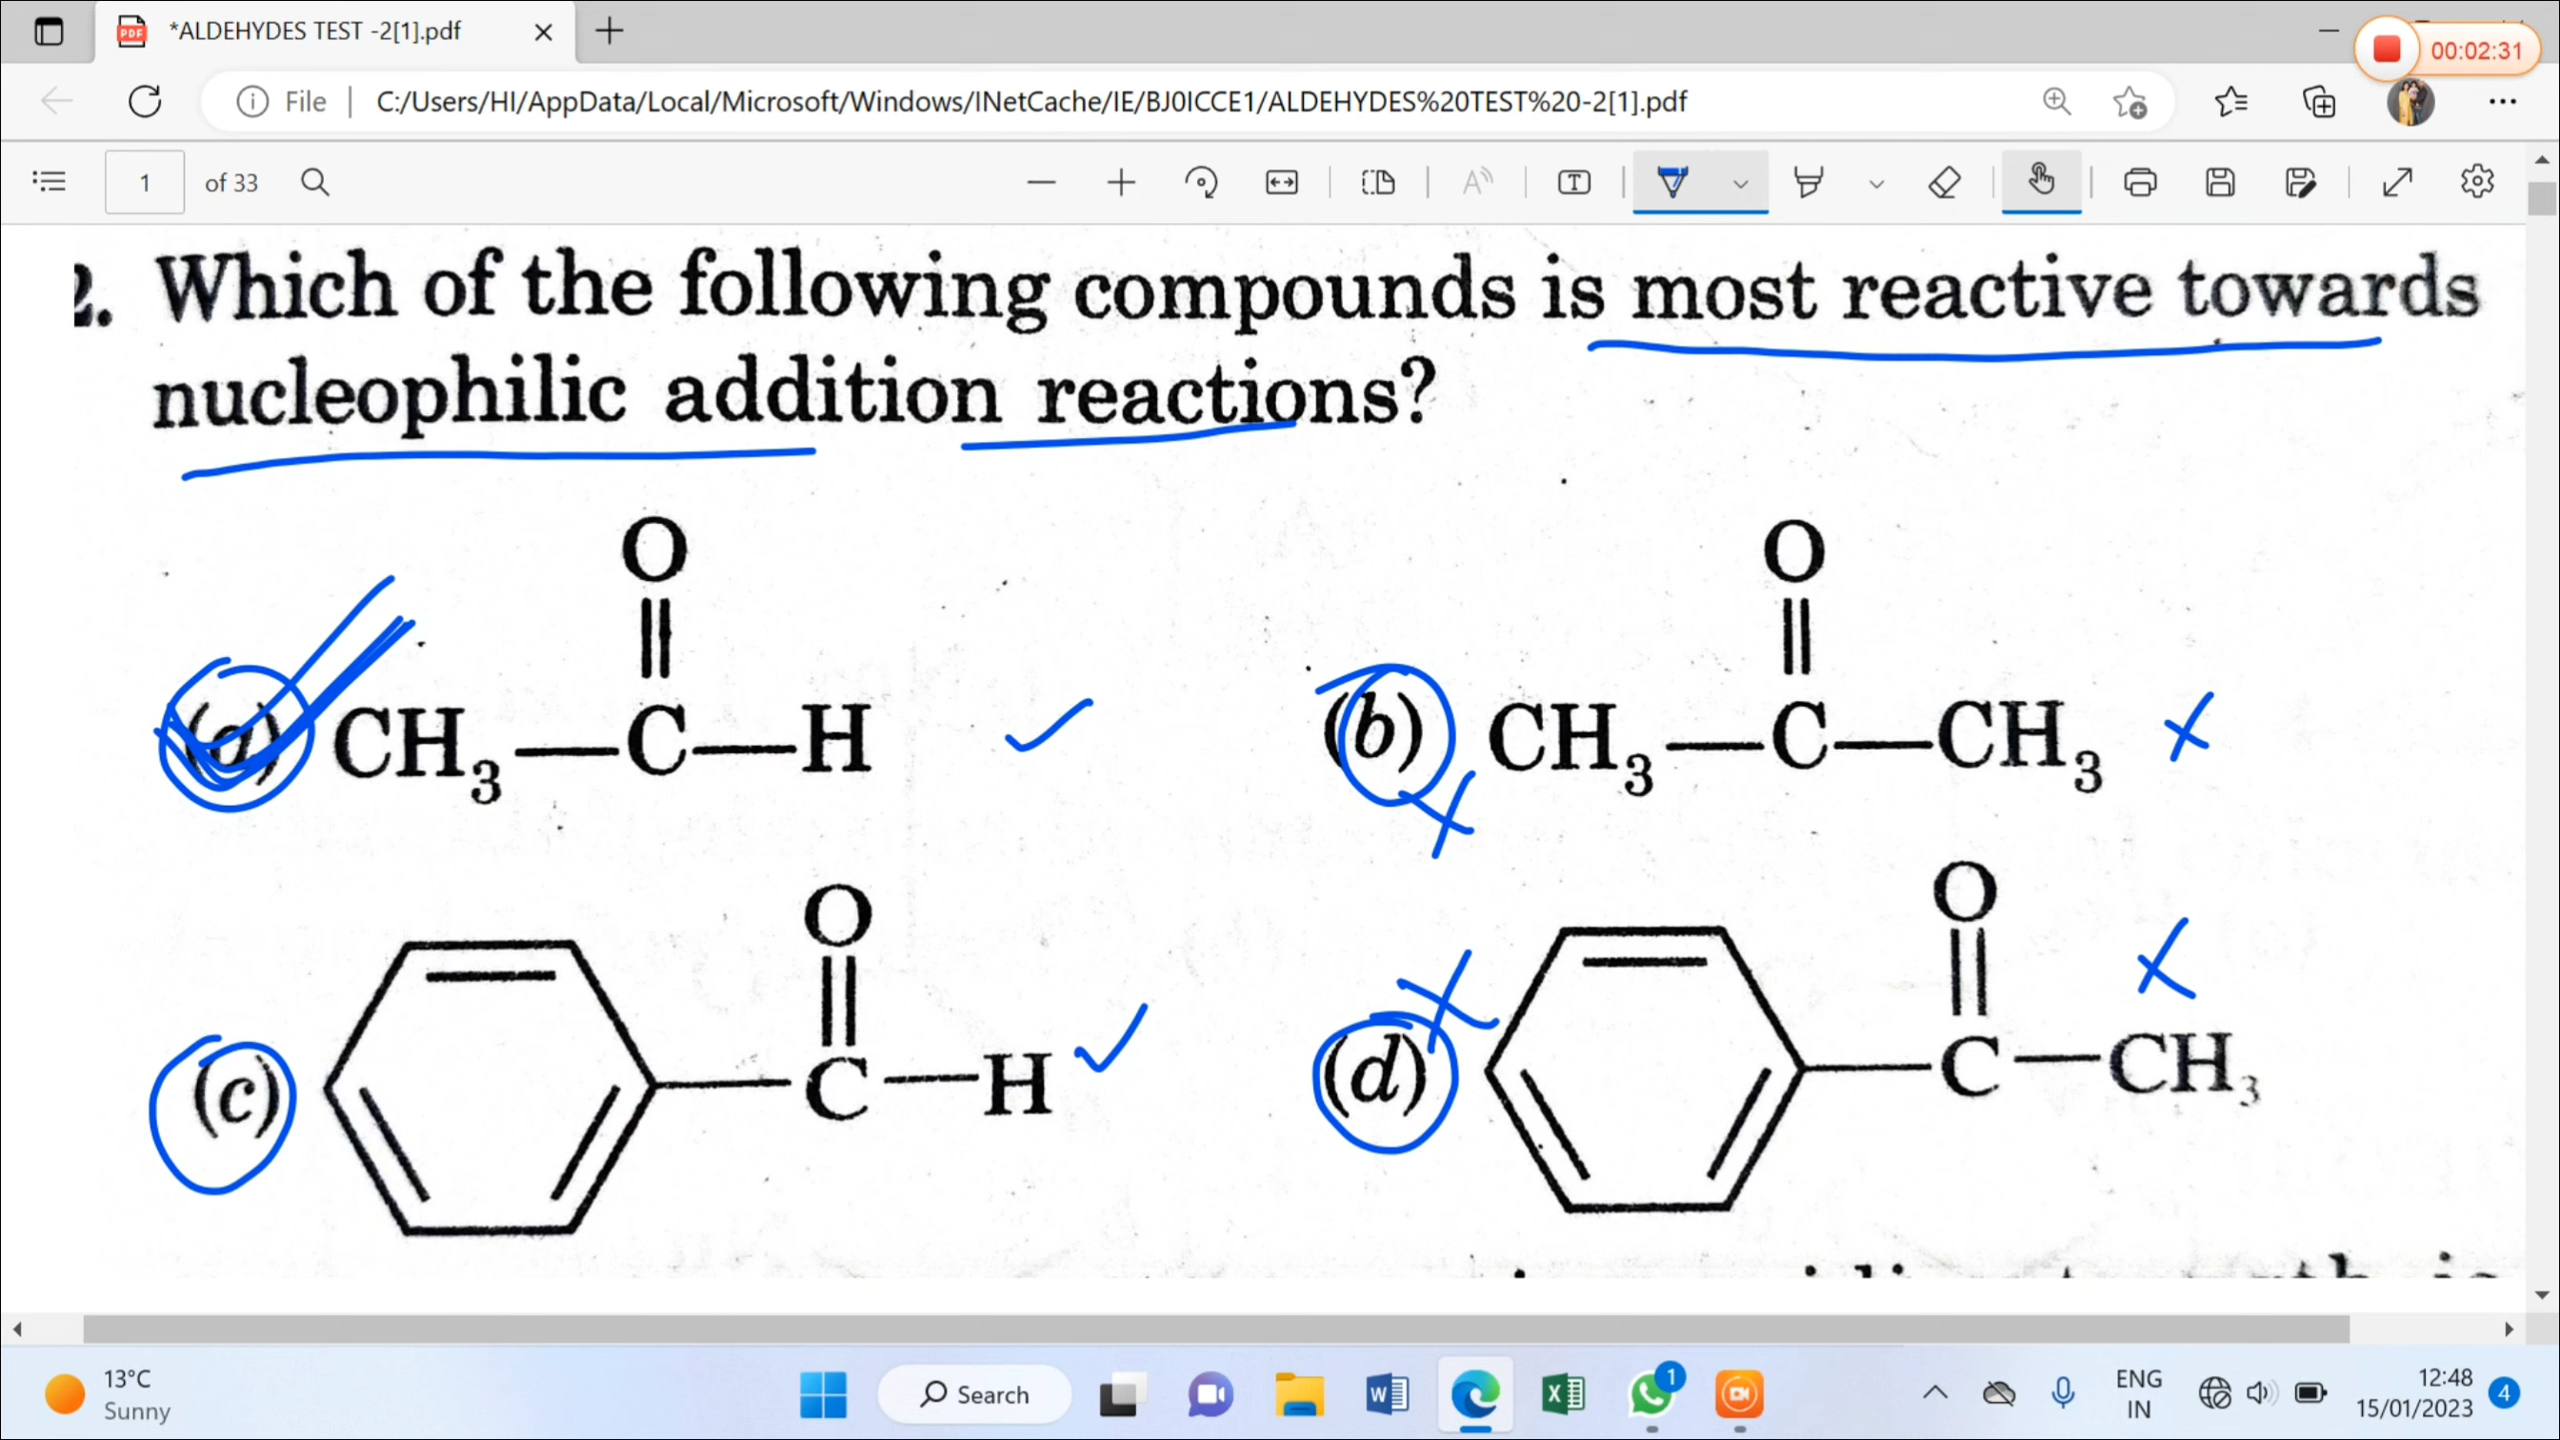 *ALDEHYDES TEST -2[1].pdf
00:02:31
File | C:/Users/HI/AppData/Local/Microsoft/Windows/INetCache/IE/BJ0ICCE1/ALDEHYDES%20TEST%20-2[1].pdf
1 of 33
2. Which of the following compounds is most reactive towards
nucleophilic addition reactions?
O
(a) CH₃—C—H
O
(b) CH₃—C—CH₃
O
(c) C—H
O
(d) C—CH₃
13°C
Sunny
Search
1
ENG
IN
12:48
15/01/2023
4